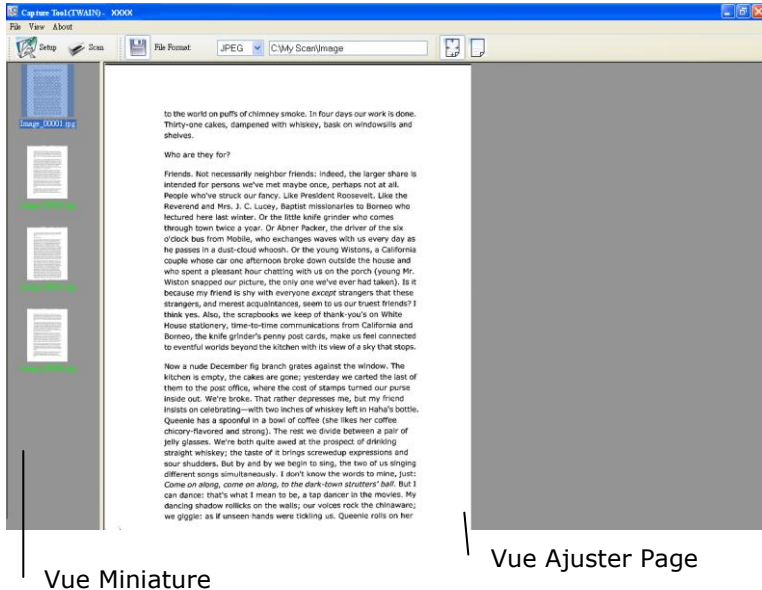 Capture Tool(TWAIN) - XXXX
File View About
Setup Scan File Format: JPEG C:\My Scan\Image
Image_00001.jpg
to the world on puffs of chimney smoke. In four days our work is done.
Thirty-one cakes, dampened with whiskey, bask on windowsills and
shelves.
Who are they for?
Friends. Not necessarily neighbor friends: indeed, the larger share is
intended for persons we've met maybe once, perhaps not at all.
People who've struck our fancy. Like President Roosevelt. Like the
Reverend and Mrs. J. C. Lucey, Baptist missionaries to Borneo who
lectured here last winter. Or the little knife grinder who comes
through town twice a year. Or Abner Packer, the driver of the six
o'clock bus from Mobile, who exchanges waves with us every day as
he passes in a dust-cloud whoosh. Or the young Wistons, a California
couple whose car one afternoon broke down outside the house and
who spent a pleasant hour chatting with us on the porch (young Mr.
Wiston snapped our picture, the only one we've ever had taken). Is it
because my friend is shy with everyone except strangers that these
strangers, and merest acquaintances, seem to us our truest friends? I
think yes. Also, the scrapbooks we keep of thank-you's on White
House stationery, time-to-time communications from California and
Borneo, the knife grinder's penny post cards, make us feel connected
to eventful worlds beyond the kitchen with its view of a sky that stops.
Now a nude December fig branch grates against the window. The
kitchen is empty, the cakes are gone; yesterday we carted the last of
them to the post office, where the cost of stamps turned our purse
inside out. We're broke. That rather depresses me, but my friend
insists on celebrating—with two inches of whiskey left in Haha's bottle.
Queenie has a spoonful in a bowl of coffee (she likes her coffee
chicory-flavored and strong). The rest we divide between a pair of
jelly glasses. We're both quite awed at the prospect of drinking
straight whiskey; the taste of it brings screwedup expressions and
sour shudders. But by and by we begin to sing, the two of us singing
different songs simultaneously. I don't know the words to mine, just:
Come on along, come on along, to the dark-town strutters' ball. But I
can dance: that's what I mean to be, a tap dancer in the movies. My
dancing shadow rollicks on the walls; our voices rock the chinaware;
we giggle: as if unseen hands were tickling us. Queenie rolls on her
Vue Ajuster Page
Vue Miniature